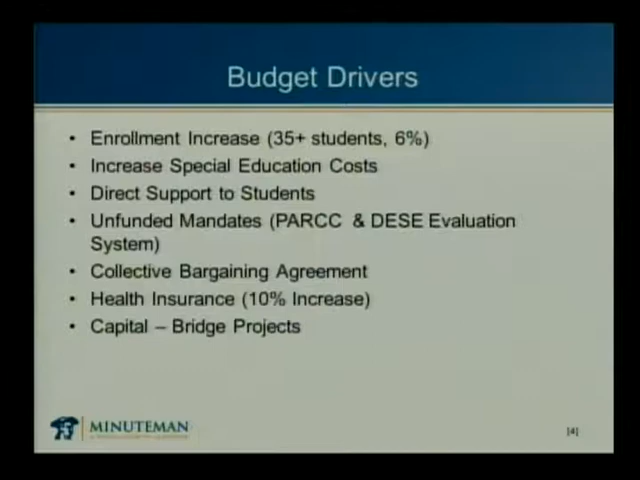 Budget Drivers
• Enrollment Increase (35+ students, 6%)
• Increase Special Education Costs
• Direct Support to Students
• Unfunded Mandates (PARCC & DESE Evaluation
System)
• Collective Bargaining Agreement
• Health Insurance (10% Increase)
• Capital – Bridge Projects
MINUTEMAN
[4]